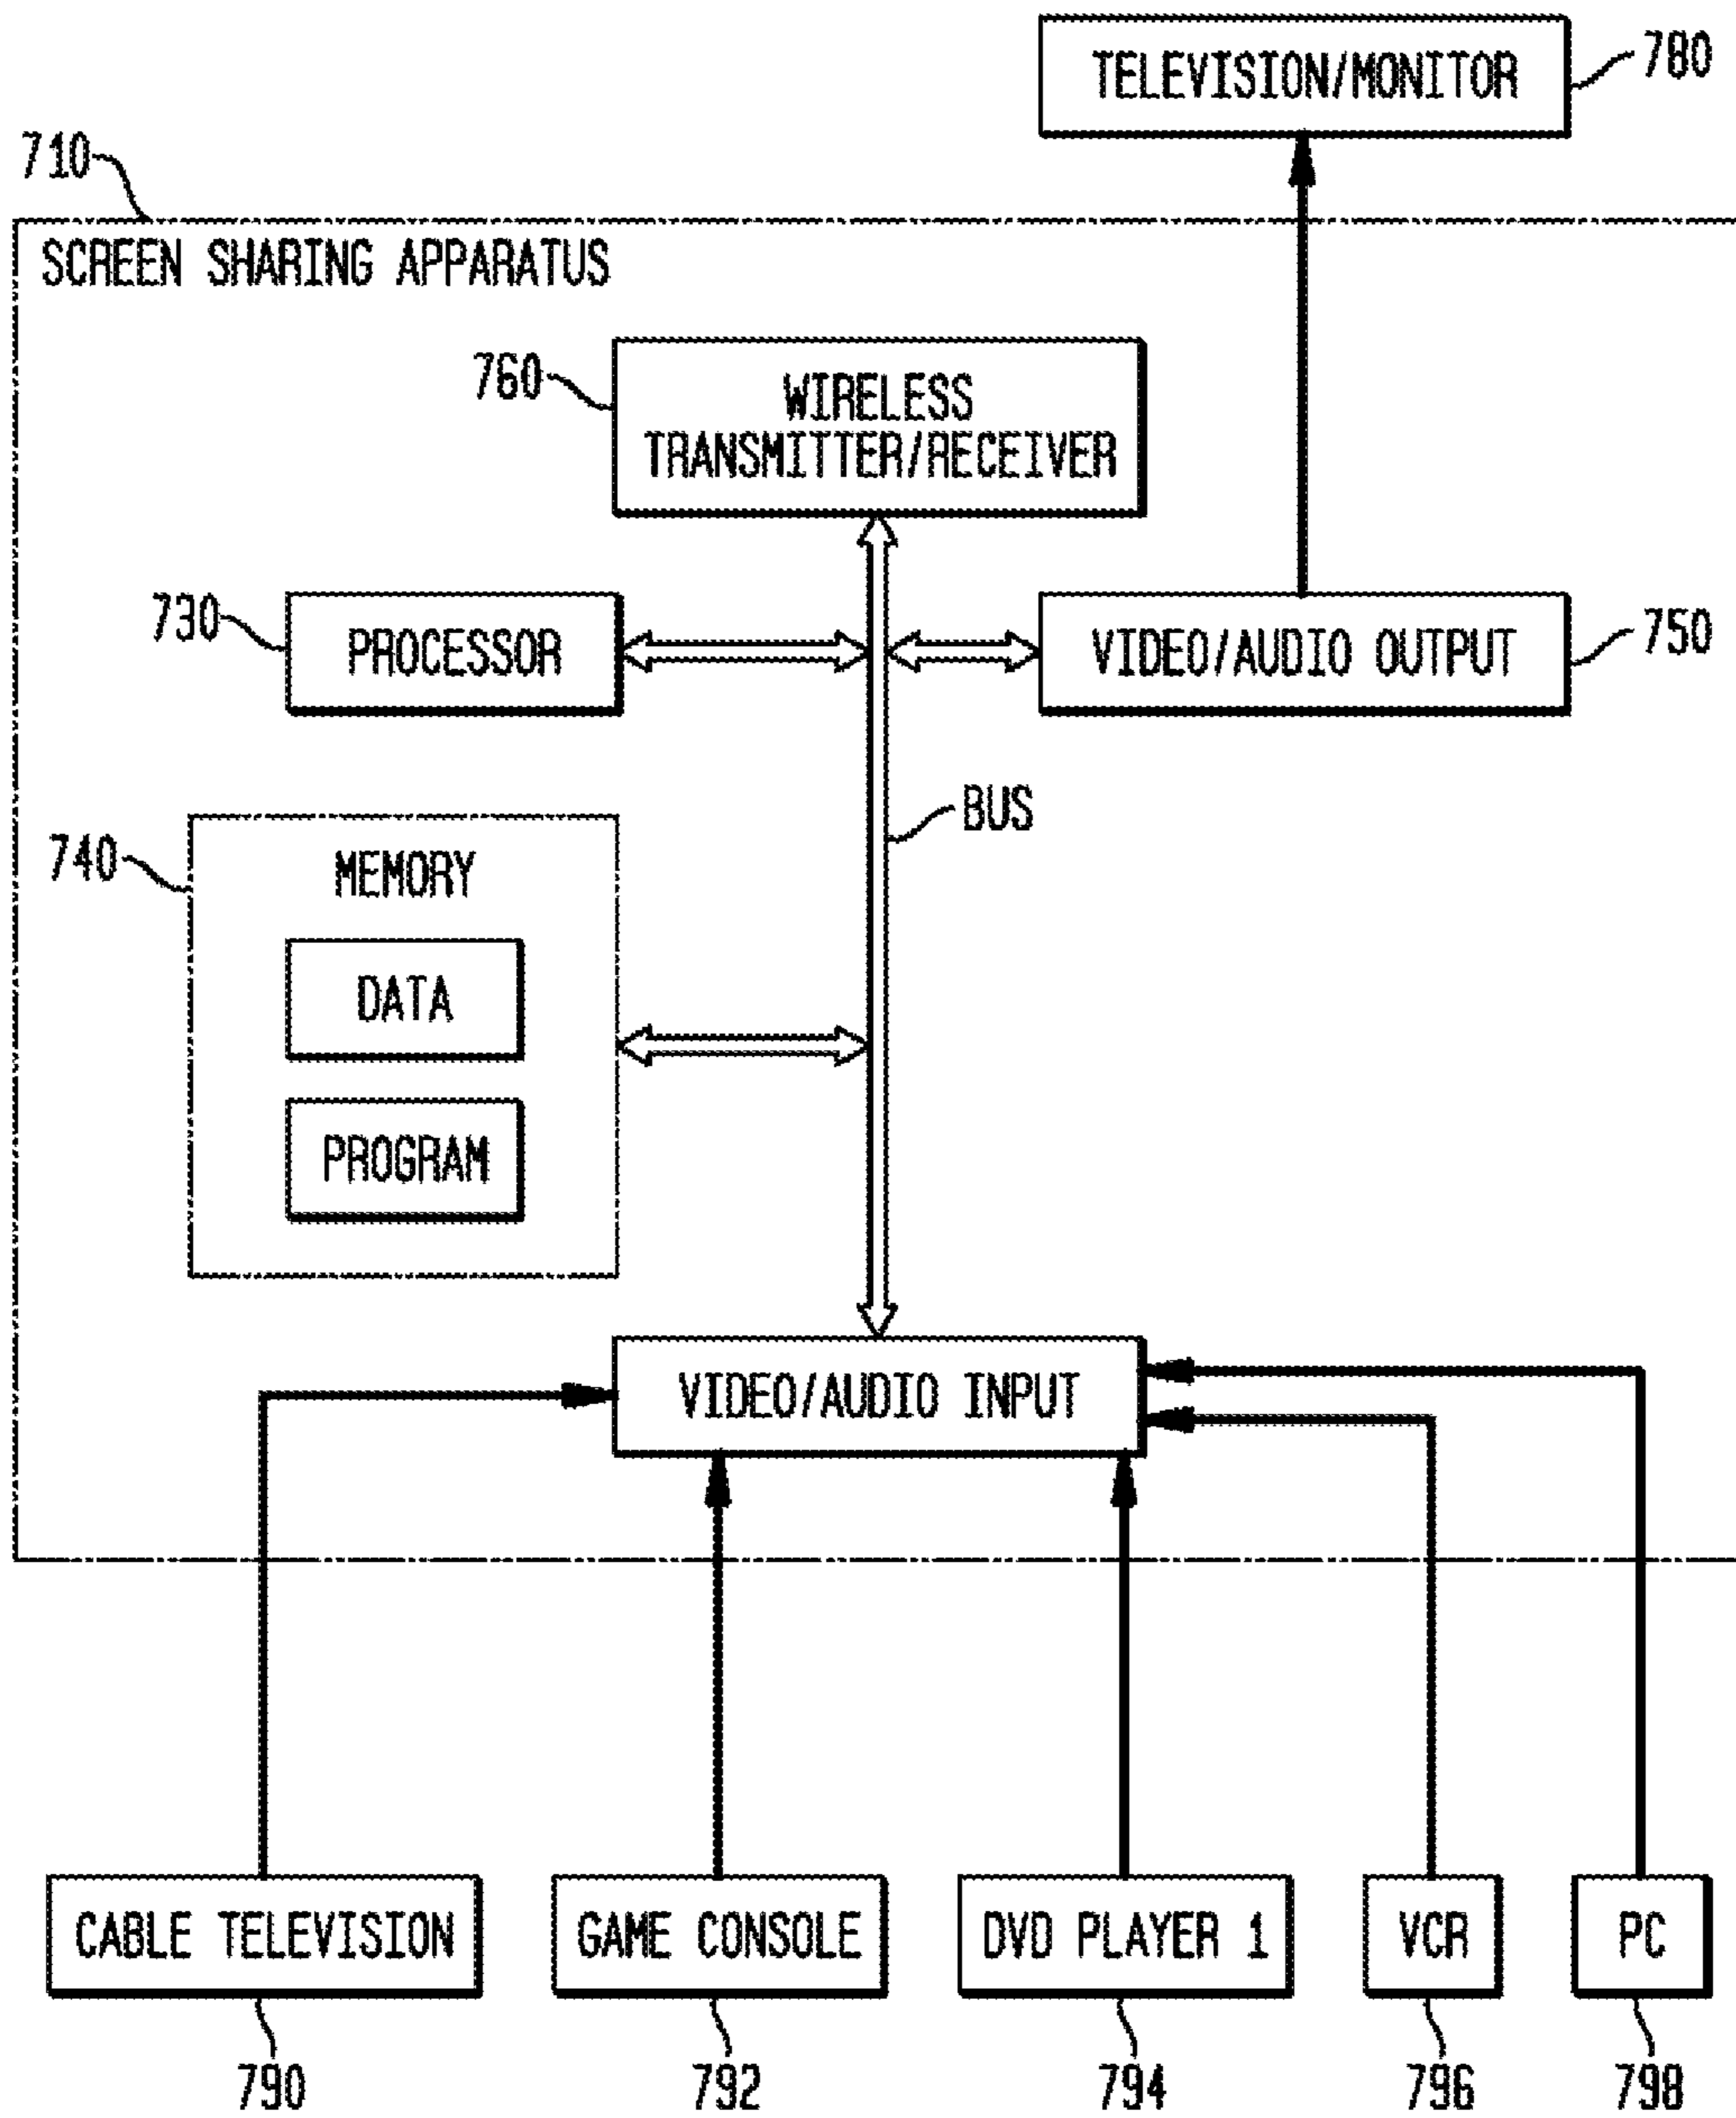 TELEVISION/MONITOR
780
710
SCREEN SHARING APPARATUS
760
WIRELESS
TRANSMITTER/RECEIVER
730
PROCESSOR
VIDEO/AUDIO OUTPUT
750
BUS
740
MEMORY
DATA
PROGRAM
VIDEO/AUDIO INPUT
CABLE TELEVISION
GAME CONSOLE
DVD PLAYER 1
VCR
PC
790
792
794
796
798